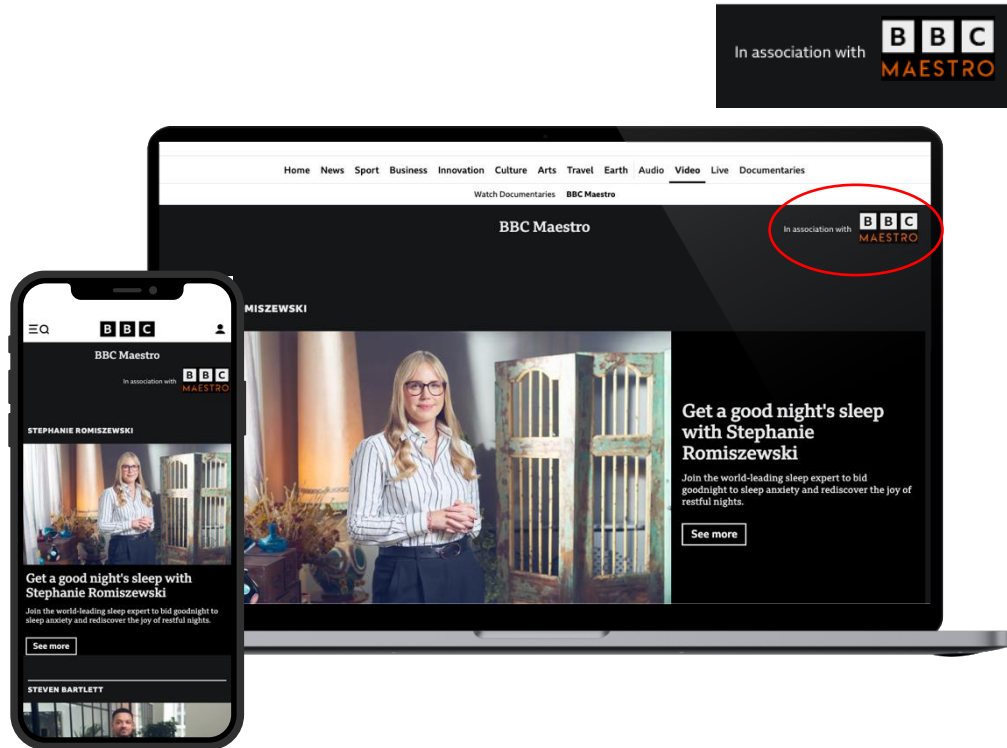 In association with
B B C
MAESTRO
Home News Sport Business Innovation Culture Arts Travel Earth Audio Video Live Documentaries
Watch Documentaries BBC Maestro
BBC Maestro
In association with
B B C
MAESTRO
MISZEWSKI
Get a good night's sleep
with Stephanie
Romiszewski
Join the world-leading sleep expert to bid
goodnight to sleep anxiety and rediscover the joy of
restful nights.
See more
B B C
BBC Maestro
In association with
B B C
MAESTRO
STEPHANIE ROMISZEWSKI
Get a good night's sleep with
Stephanie Romiszewski
Join the world-leading sleep expert to bid goodnight to
sleep anxiety and rediscover the joy of restful nights.
See more
STEVEN BARTLETT